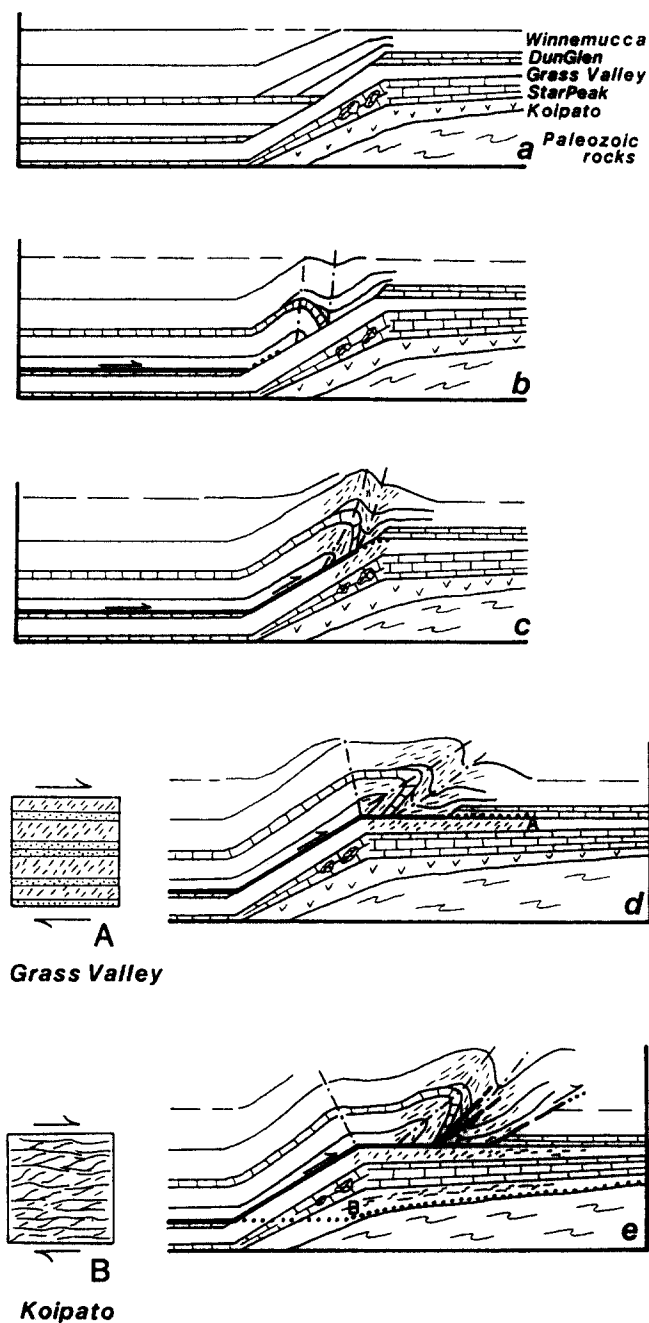 Winnemucca
DunGlen
Grass Valley
StarPeak
Koipato
a Paleozoic
rocks
b
c
A
d
A
Grass Valley
B
e
B
Koipato